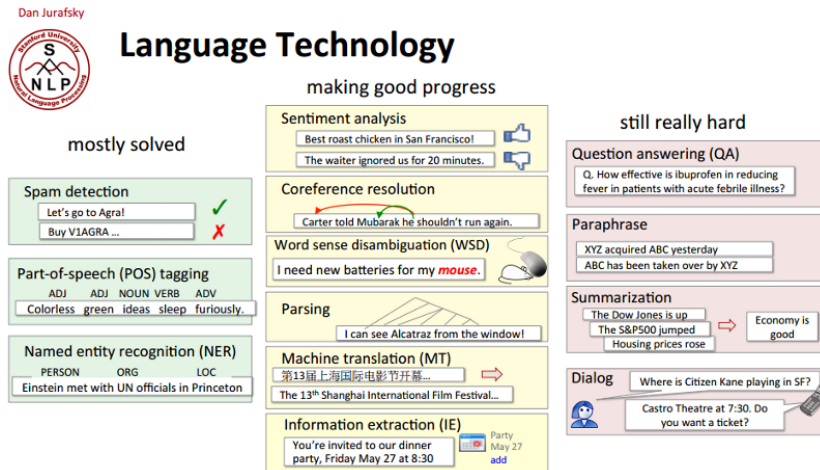 Dan Jurafsky
Stanford University
S
NLP
Natural Language Processing
Language Technology
mostly solved
Spam detection
Let's go to Agra!
✓
Buy V1AGRA …
✗
Part-of-speech (POS) tagging
ADJ ADJ NOUN VERB ADV
Colorless green ideas sleep furiously.
Named entity recognition (NER)
PERSON ORG LOC
Einstein met with UN officials in Princeton
making good progress
Sentiment analysis
Best roast chicken in San Francisco!
The waiter ignored us for 20 minutes.
Coreference resolution
Carter told Mubarak he shouldn't run again.
Word sense disambiguation (WSD)
I need new batteries for my mouse.
Parsing
I can see Alcatraz from the window!
Machine translation (MT)
第13届上海国际电影节开幕…
The 13th Shanghai International Film Festival…
Information extraction (IE)
You're invited to our dinner
party, Friday May 27 at 8:30
Party
May 27
add
still really hard
Question answering (QA)
Q. How effective is ibuprofen in reducing
fever in patients with acute febrile illness?
Paraphrase
XYZ acquired ABC yesterday
ABC has been taken over by XYZ
Summarization
The Dow Jones is up
The S&P500 jumped
Housing prices rose
Economy is
good
Dialog
Where is Citizen Kane playing in SF?
Castro Theatre at 7:30. Do
you want a ticket?